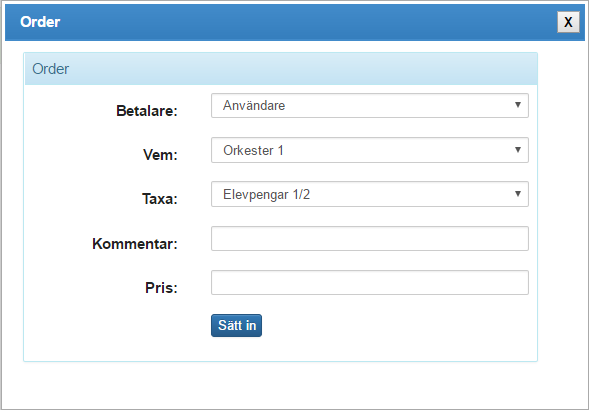 Order X
Order
Betalare: Användare
Vem: Orkester 1
Taxa: Elevpengar 1/2
Kommentar:
Pris:
Sätt in